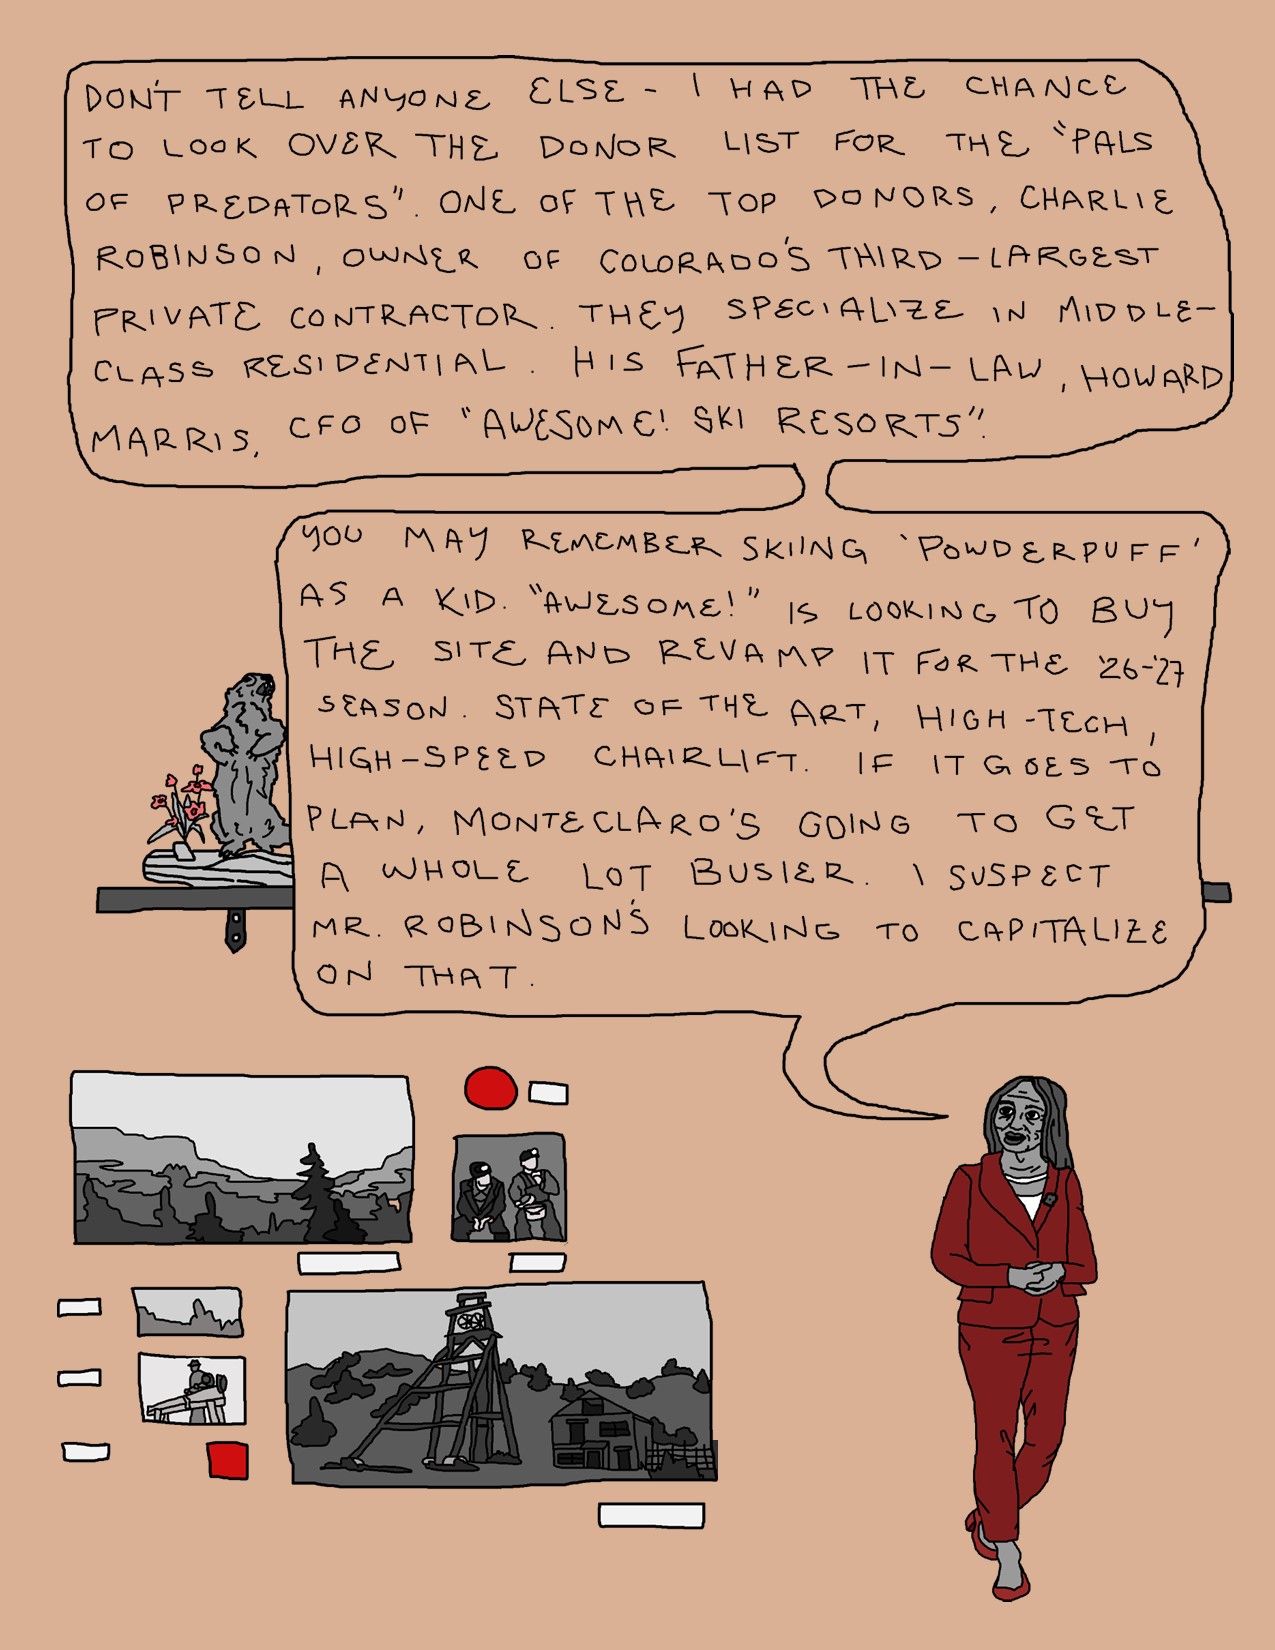 DON'T TELL ANYONE ELSE - I HAD THE CHANCE
TO LOOK OVER THE DONOR LIST FOR THE "PALS
OF PREDATORS". ONE OF THE TOP DONORS, CHARLIE
ROBINSON, OWNER OF COLORADO'S THIRD-LARGEST
PRIVATE CONTRACTOR. THEY SPECIALIZE IN MIDDLE-
CLASS RESIDENTIAL. HIS FATHER-IN-LAW, HOWARD
MARRIS, CFO OF "AWESOME! SKI RESORTS".
YOU MAY REMEMBER SKIING 'POWDERPUFF'
AS A KID. "AWESOME!" IS LOOKING TO BUY
THE SITE AND REVAMP IT FOR THE '26-'27
SEASON. STATE OF THE ART, HIGH-TECH,
HIGH-SPEED CHAIRLIFT. IF IT GOES TO
PLAN, MONTECLARO'S GOING TO GET
A WHOLE LOT BUSIER. I SUSPECT
MR. ROBINSON'S LOOKING TO CAPITALIZE
ON THAT.